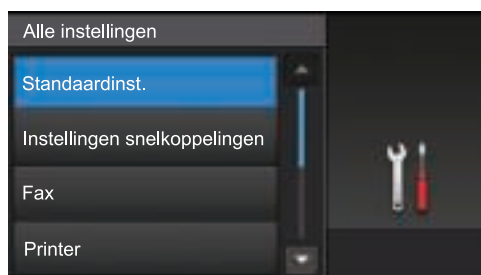 Alle instellingen
Standaardinst.
Instellingen snelkoppelingen
Fax
Printer